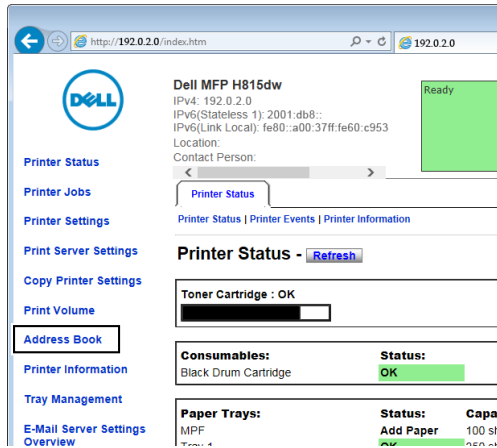 http://192.0.2.0/index.htm
192.0.2.0
DELL
Dell MFP H815dw
IPv4: 192.0.2.0
IPv6(Stateless 1): 2001:db8::
IPv6(Link Local): fe80::a00:37ff:fe60:c953
Location:
Contact Person:
Ready
Printer Status
Printer Jobs
Printer Settings
Print Server Settings
Copy Printer Settings
Print Volume
Address Book
Printer Information
Tray Management
E-Mail Server Settings
Overview
Printer Status
Printer Status | Printer Events | Printer Information
Printer Status - Refresh
Toner Cartridge : OK
Consumables: Status:
Black Drum Cartridge OK
Paper Trays: Status:
MPF Add Paper 100
Tray 1 OK 250